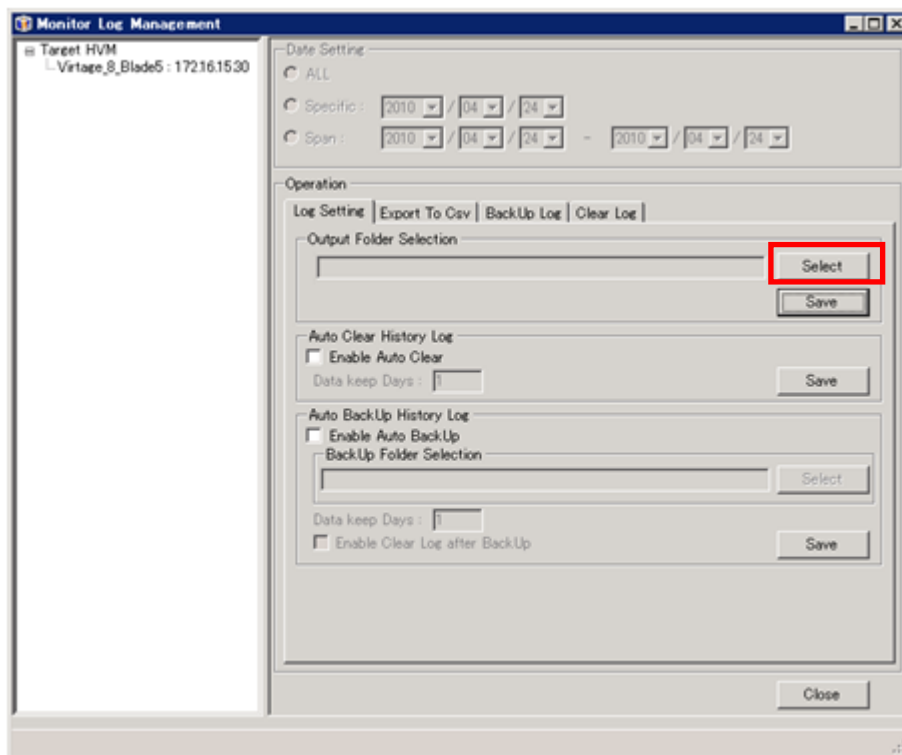 Monitor Log Management
Target HVM
Virtage_8_Blade5 : 172.16.15.30
Date Setting
ALL
Specific : 2010 / 04 / 24
Span : 2010 / 04 / 24 - 2010 / 04 / 24
Operation
Log Setting Export To Csv BackUp Log Clear Log
Output Folder Selection
Select
Save
Auto Clear History Log
Enable Auto Clear
Data keep Days : 1 Save
Auto BackUp History Log
Enable Auto BackUp
BackUp Folder Selection
Select
Data keep Days : 1
Enable Clear Log after BackUp Save
Close